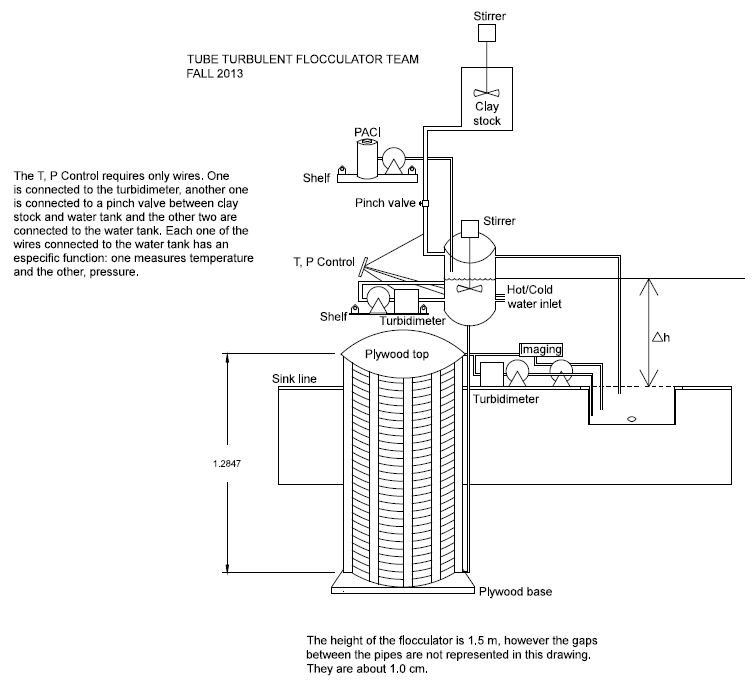 Stirrer
TUBE TURBULENT FLOCCULATOR TEAM
FALL 2013
Clay
stock
PACl
The T, P Control requires only wires. One
is connected to the turbidimeter, another one
is connected to a pinch valve between clay
stock and water tank and the other two are
connected to the water tank. Each one of the
wires connected to the water tank has an
especific function: one measures temperature
and the other, pressure.
Shelf
Pinch valve
Stirrer
T, P Control
Hot/Cold
water inlet
Shelf
Turbidimeter
Δh
Plywood top
Imaging
Sink line
Turbidimeter
1.2847
Plywood base
The height of the flocculator is 1.5 m, however the gaps
between the pipes are not represented in this drawing.
They are about 1.0 cm.